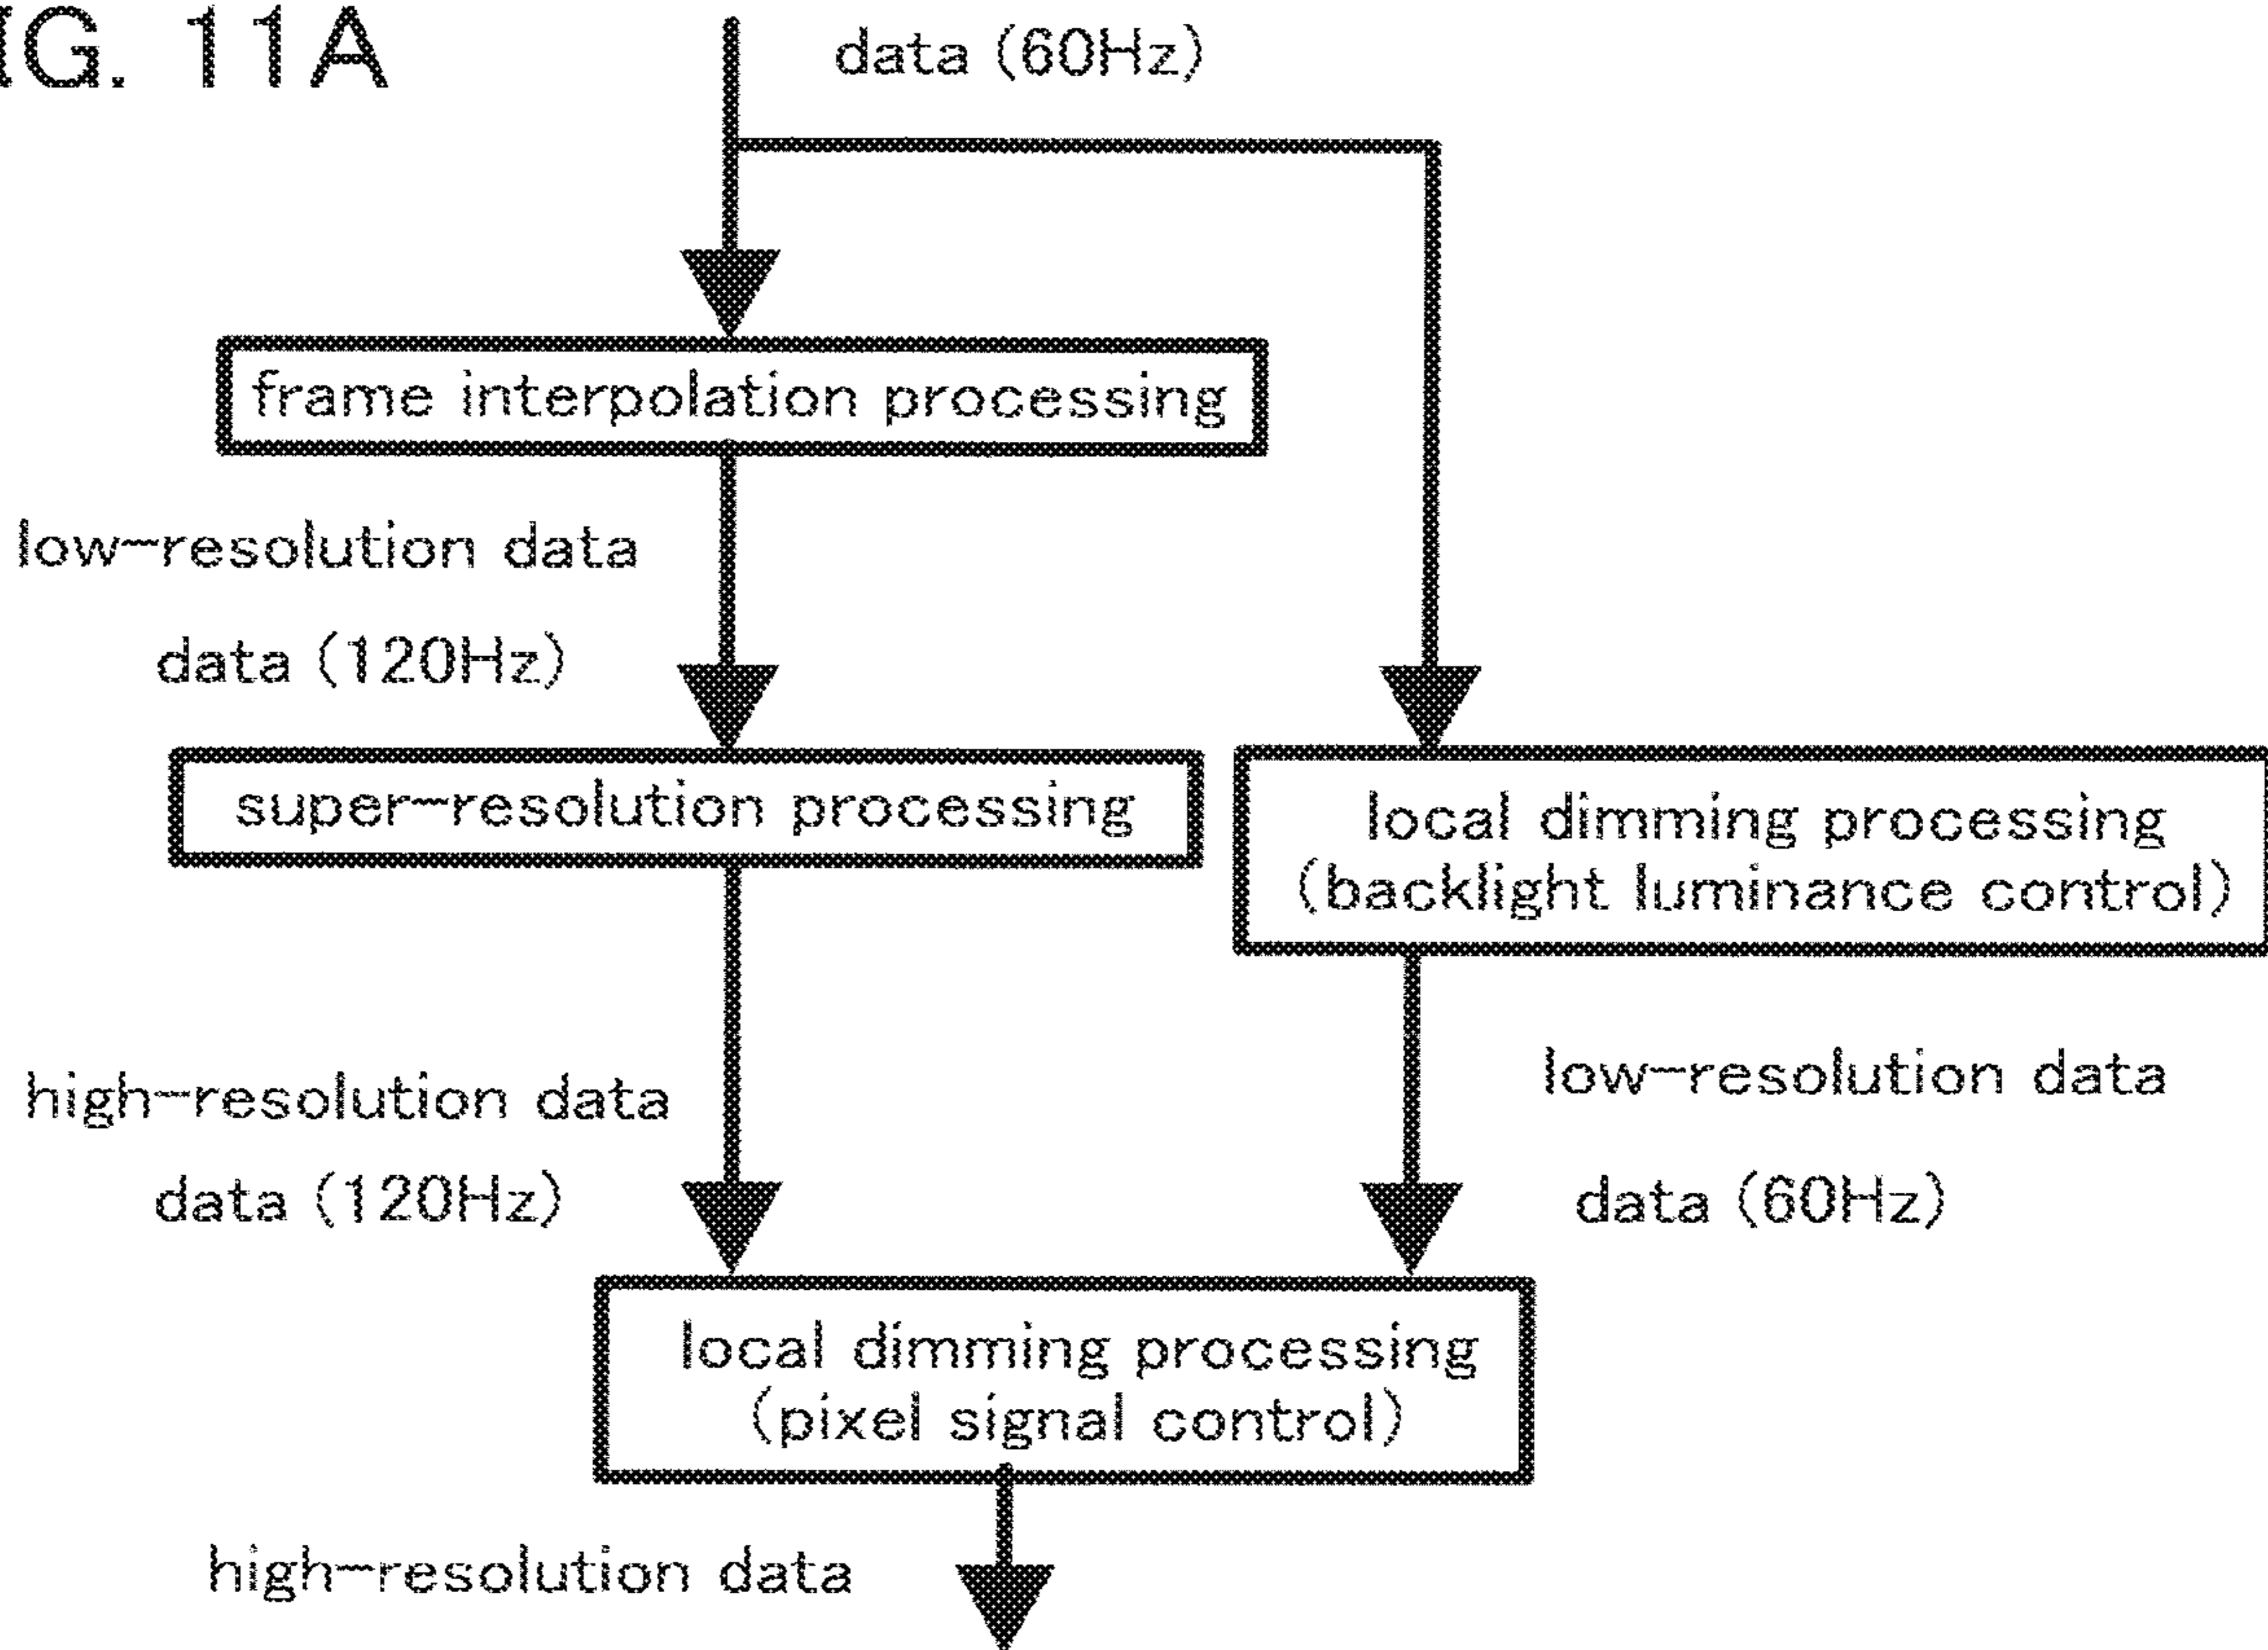 IG. 11A
data (60Hz)
frame interpolation processing
low-resolution data
data (120Hz)
super-resolution processing
local dimming processing
(backlight luminance control)
high-resolution data
data (120Hz)
low-resolution data
data (60Hz)
local dimming processing
(pixel signal control)
high-resolution data